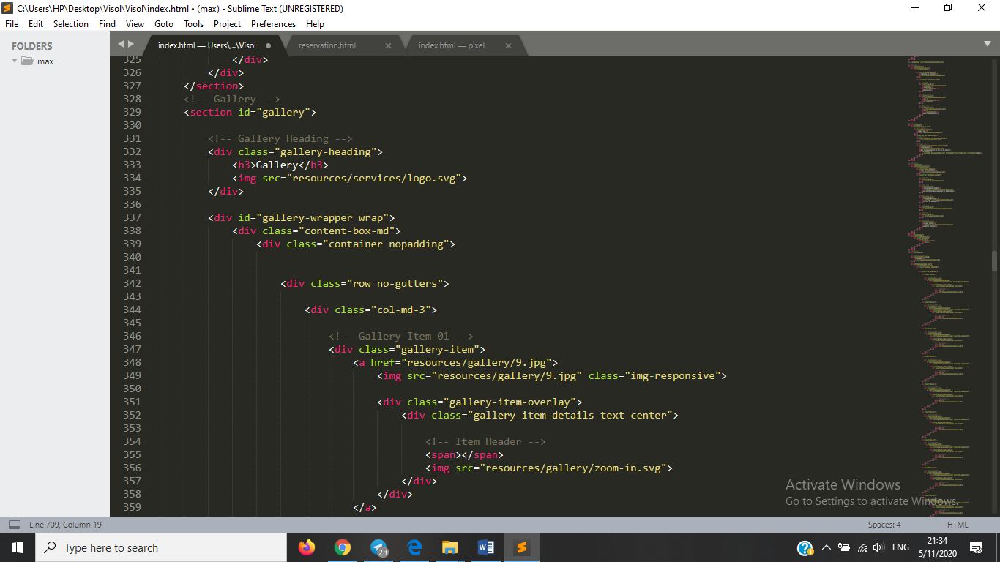 C:\Users\HP\Desktop\Visol\Visol\index.html • (max) - Sublime Text (UNREGISTERED)
File Edit Selection Find View Goto Tools Project Preferences Help
FOLDERS
max
index.html — Users\...\Visol
reservation.html
index.html — pixel
325 </div>
326 </div>
327 </section>
328 <!-- Gallery -->
329 <section id="gallery">
330
331 <!-- Gallery Heading -->
332 <div class="gallery-heading">
333 <h3>Gallery</h3>
334 <img src="resources/services/logo.svg">
335 </div>
336
337 <div id="gallery-wrapper wrap">
338 <div class="content-box-md">
339 <div class="container nopadding">
340
341
342 <div class="row no-gutters">
343
344 <div class="col-md-3">
345
346 <!-- Gallery Item 01 -->
347 <div class="gallery-item">
348 <a href="resources/gallery/9.jpg">
349 <img src="resources/gallery/9.jpg" class="img-responsive">
350
351 <div class="gallery-item-overlay">
352 <div class="gallery-item-details text-center">
353
354 <!-- Item Header -->
355 <span></span>
356 <img src="resources/gallery/zoom-in.svg">
357 </div>
358 </div>
359 </a>
Activate Windows
Go to Settings to activate Windows.
Line 709, Column 19
Spaces: 4
HTML
Type here to search
28
ENG
21:34
5/11/2020